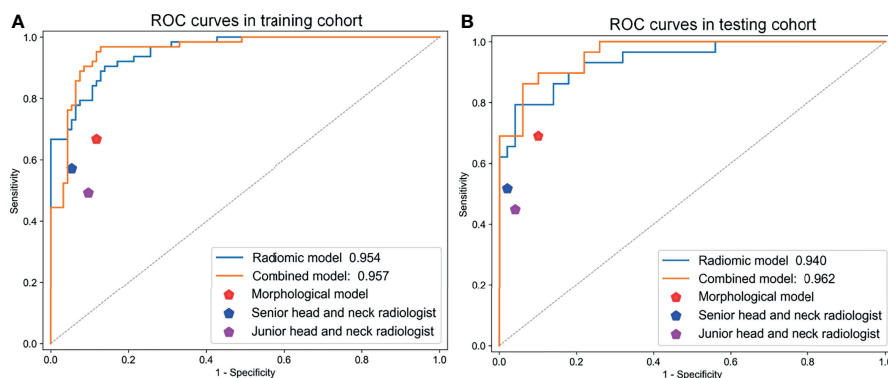 A
ROC curves in training cohort
1.0
0.8
0.6
0.4
0.2
0.0
Sensitivity
0.0 0.2 0.4 0.6 0.8 1.0
1 - Specificity
Radiomic model 0.954
Combined model: 0.957
Morphological model
Senior head and neck radiologist
Junior head and neck radiologist
B
ROC curves in testing cohort
1.0
0.8
0.6
0.4
0.2
0.0
Sensitivity
0.0 0.2 0.4 0.6 0.8 1.0
1 - Specificity
Radiomic model 0.940
Combined model: 0.962
Morphological model
Senior head and neck radiologist
Junior head and neck radiologist